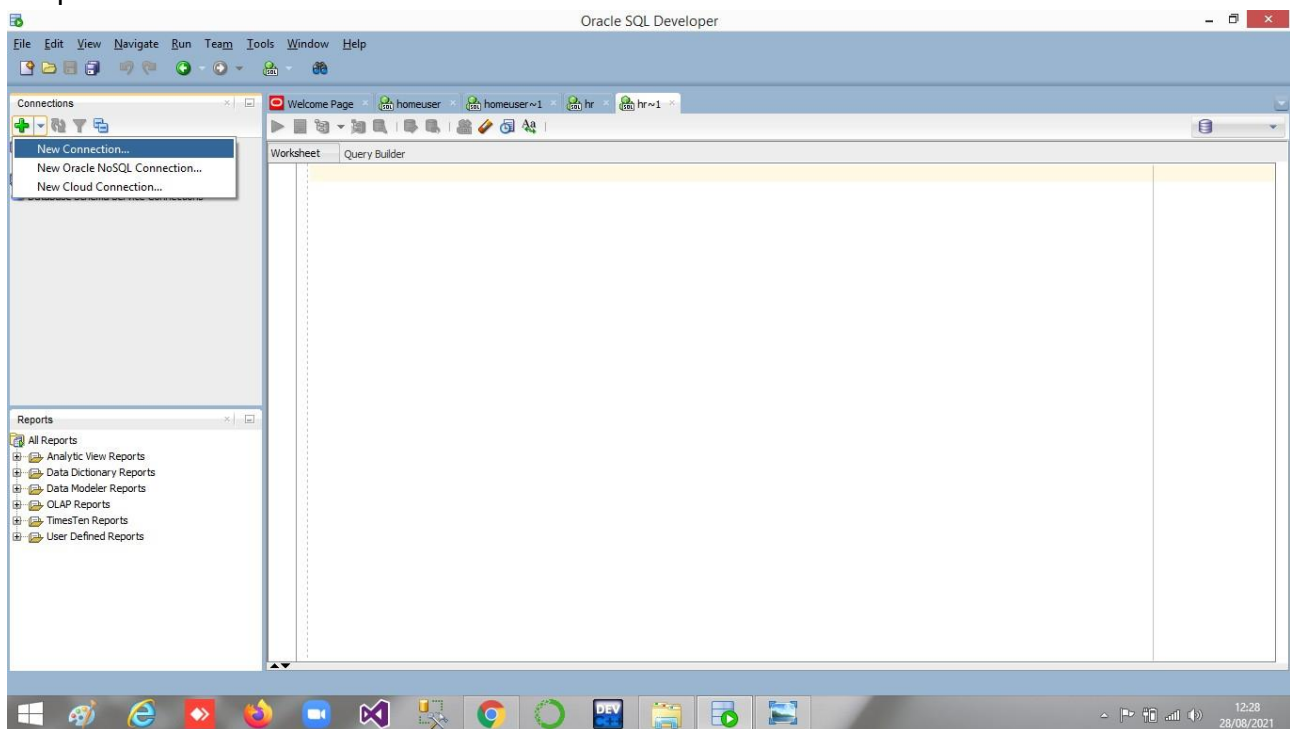 Oracle SQL Developer
File Edit View Navigate Run Team Tools Window Help
Connections
Welcome Page homeuser homeuser~1 hr hr~1
New Connection...
New Oracle NoSQL Connection...
New Cloud Connection...
Worksheet Query Builder
Reports
All Reports
Analytic View Reports
Data Dictionary Reports
Data Modeler Reports
OLAP Reports
TimesTen Reports
User Defined Reports
DEV
12:28
28/08/2021